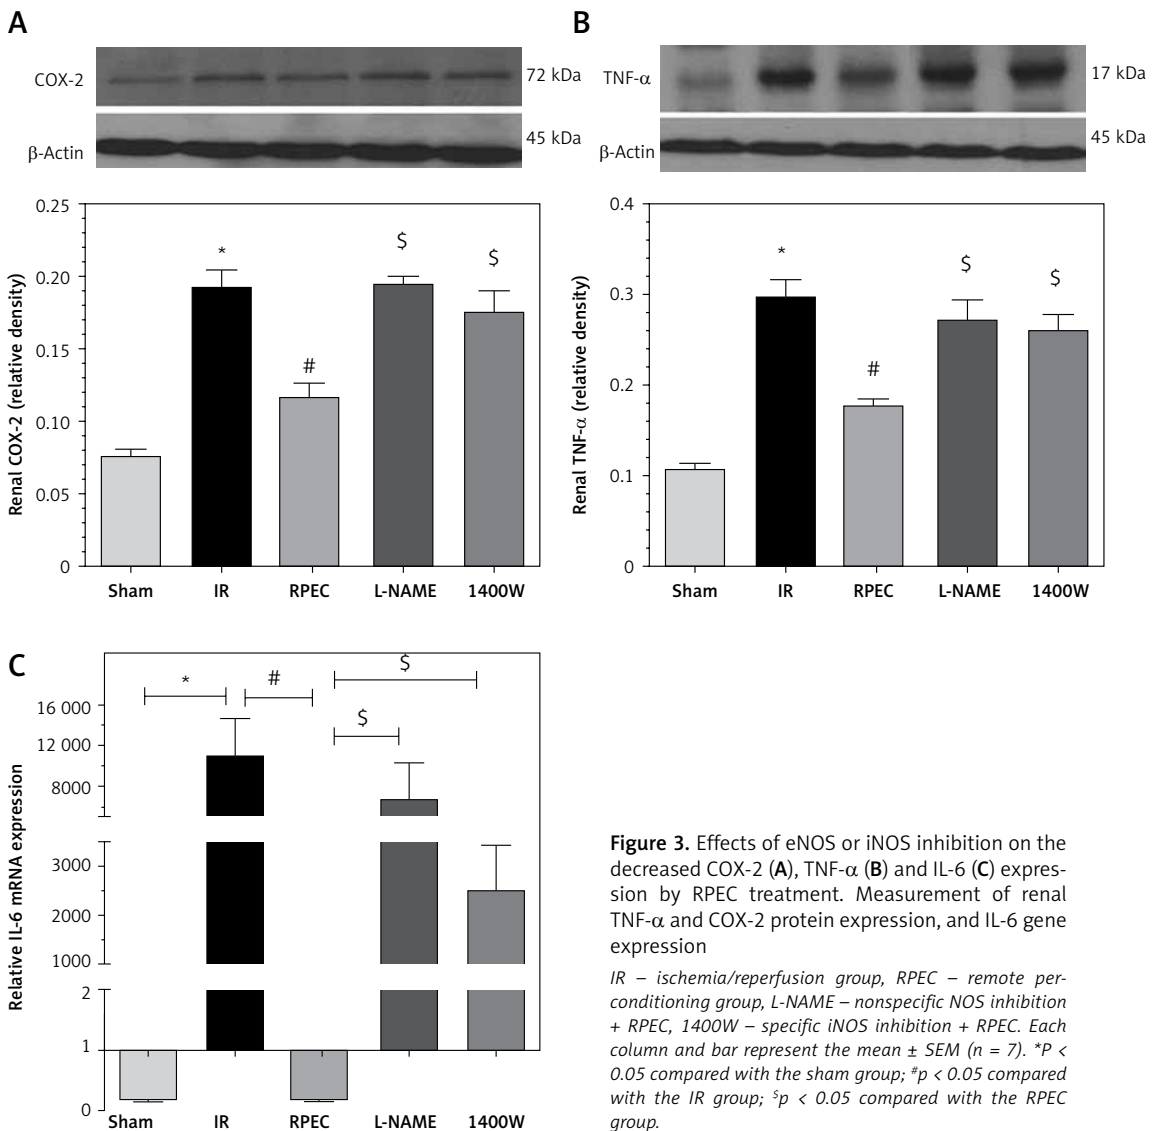 A
COX-2
72 kDa
β-Actin
45 kDa
Renal COX-2 (relative density)
0.25
0.20
0.15
0.10
0.05
0
*
#
$
$
Sham IR RPEC L-NAME 1400W
B
TNF-α
17 kDa
β-Actin
45 kDa
Renal TNF-α (relative density)
0.4
0.3
0.2
0.1
0
*
#
$
$
Sham IR RPEC L-NAME 1400W
C
Relative IL-6 mRNA expression
16 000
12 000
8000
3000
2000
1000
2
1
0
*
#
$
$
Sham IR RPEC L-NAME 1400W
Figure 3. Effects of eNOS or iNOS inhibition on the
decreased COX-2 (A), TNF-α (B) and IL-6 (C) expres-
sion by RPEC treatment. Measurement of renal
TNF-α and COX-2 protein expression, and IL-6 gene
expression
IR – ischemia/reperfusion group, RPEC – remote per-
conditioning group, L-NAME – nonspecific NOS inhibition
+ RPEC, 1400W – specific iNOS inhibition + RPEC. Each
column and bar represent the mean ± SEM (n = 7). *P <
0.05 compared with the sham group; #p < 0.05 compared
with the IR group; $p < 0.05 compared with the RPEC
group.